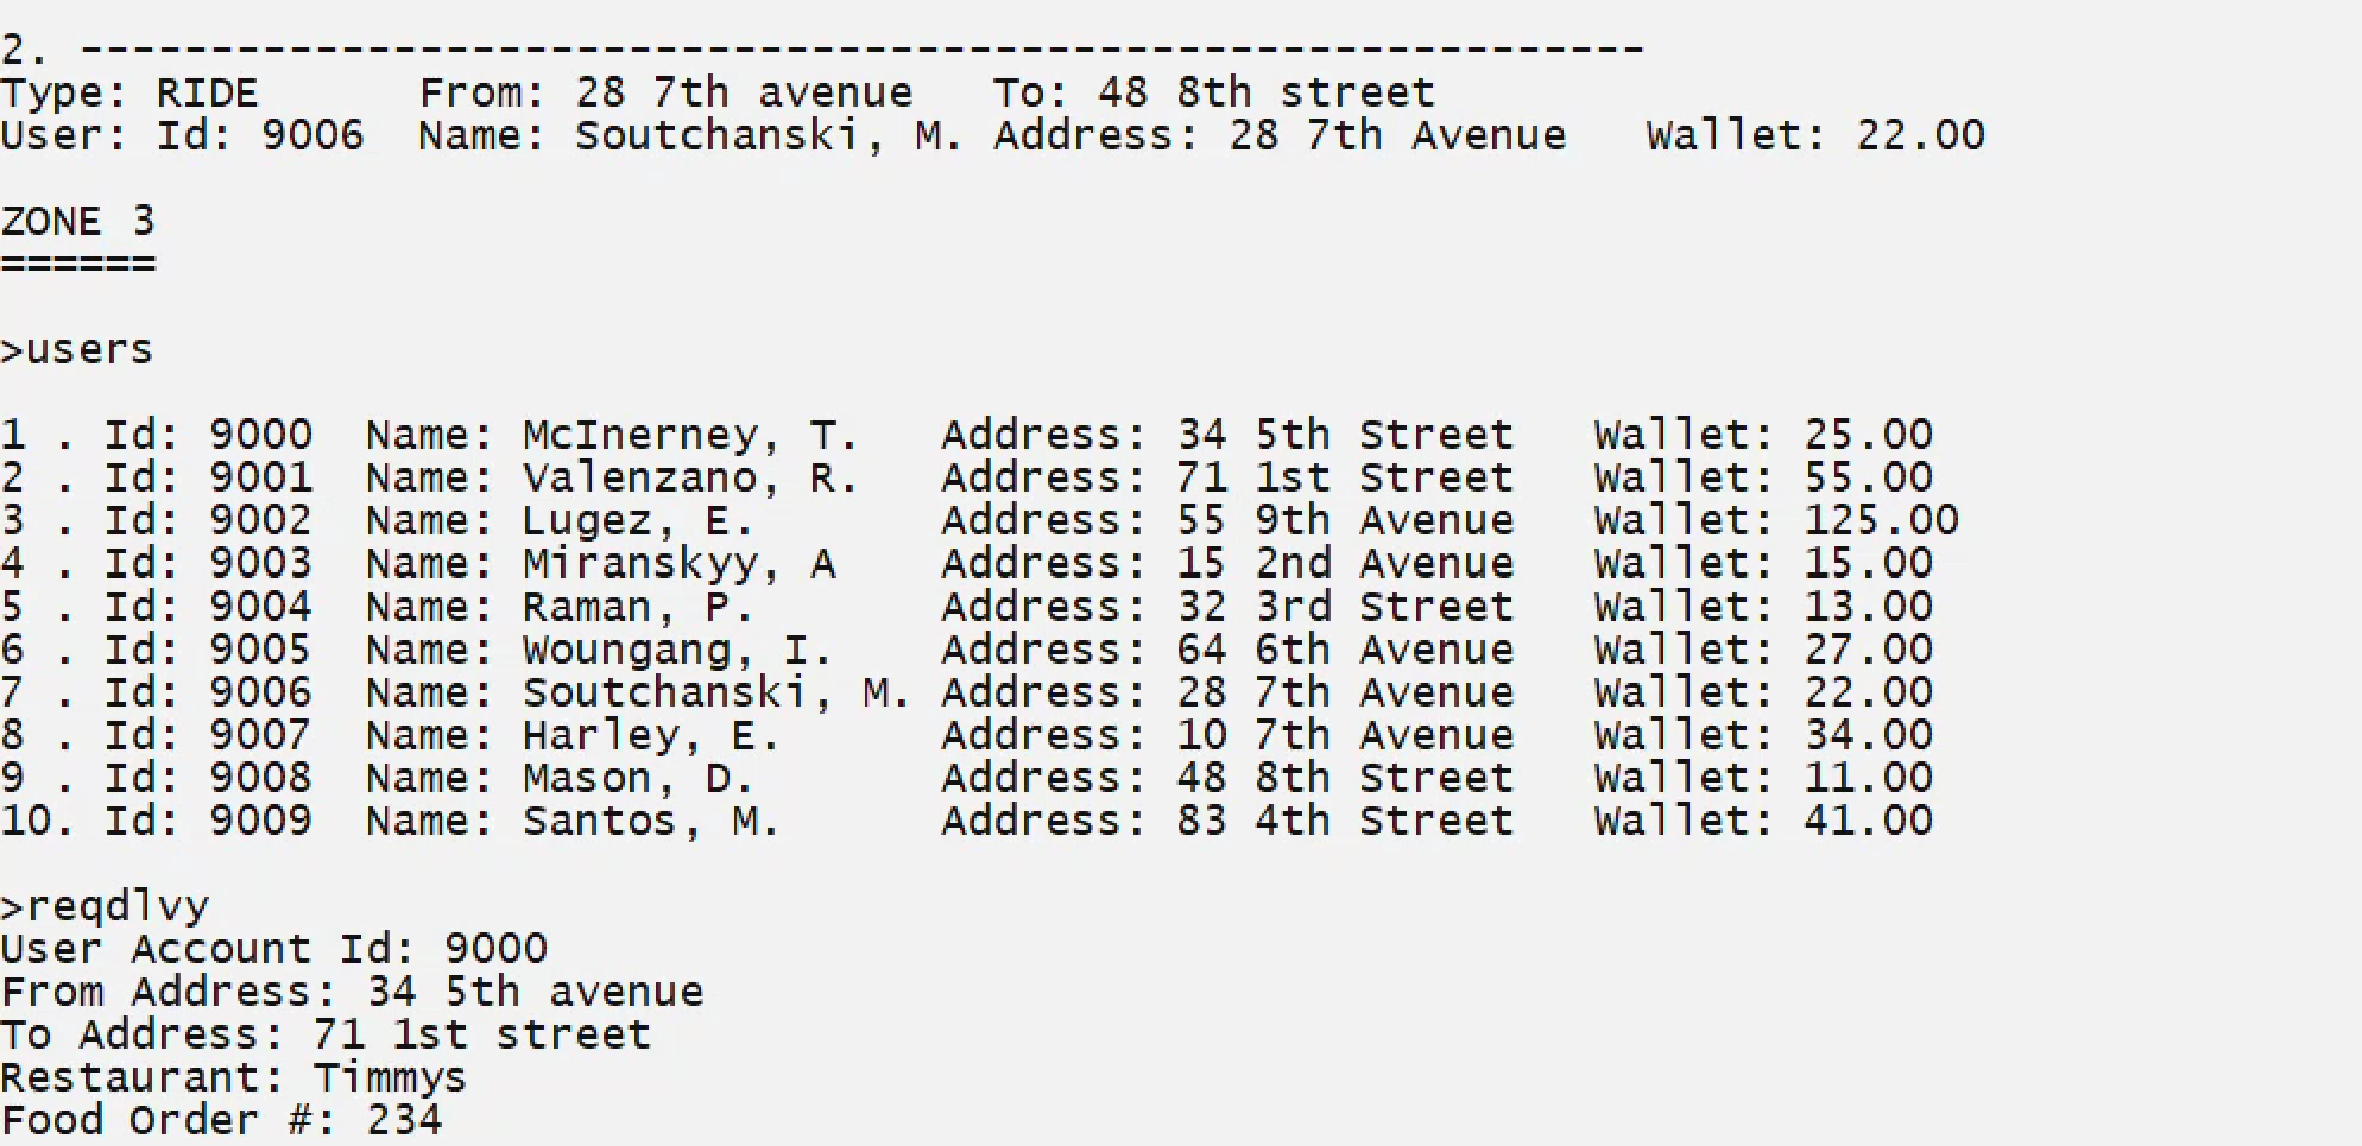 2. ------------------------------------------------------------
Type: RIDE      From: 28 7th avenue   To: 48 8th street
User: Id: 9006  Name: Soutchanski, M. Address: 28 7th Avenue   Wallet: 22.00
ZONE 3
======
>users
1 . Id: 9000  Name: McInerney, T.   Address: 34 5th Street   Wallet: 25.00
2 . Id: 9001  Name: Valenzano, R.   Address: 71 1st Street   Wallet: 55.00
3 . Id: 9002  Name: Lugez, E.       Address: 55 9th Avenue   Wallet: 125.00
4 . Id: 9003  Name: Miranskyy, A    Address: 15 2nd Avenue   Wallet: 15.00
5 . Id: 9004  Name: Raman, P.       Address: 32 3rd Street   Wallet: 13.00
6 . Id: 9005  Name: Woungang, I.    Address: 64 6th Avenue   Wallet: 27.00
7 . Id: 9006  Name: Soutchanski, M. Address: 28 7th Avenue   Wallet: 22.00
8 . Id: 9007  Name: Harley, E.      Address: 10 7th Avenue   Wallet: 34.00
9 . Id: 9008  Name: Mason, D.       Address: 48 8th Street   Wallet: 11.00
10. Id: 9009  Name: Santos, M.      Address: 83 4th Street   Wallet: 41.00
>reqdlvy
User Account Id: 9000
From Address: 34 5th avenue
To Address: 71 1st street
Restaurant: Timmys
Food Order #: 234